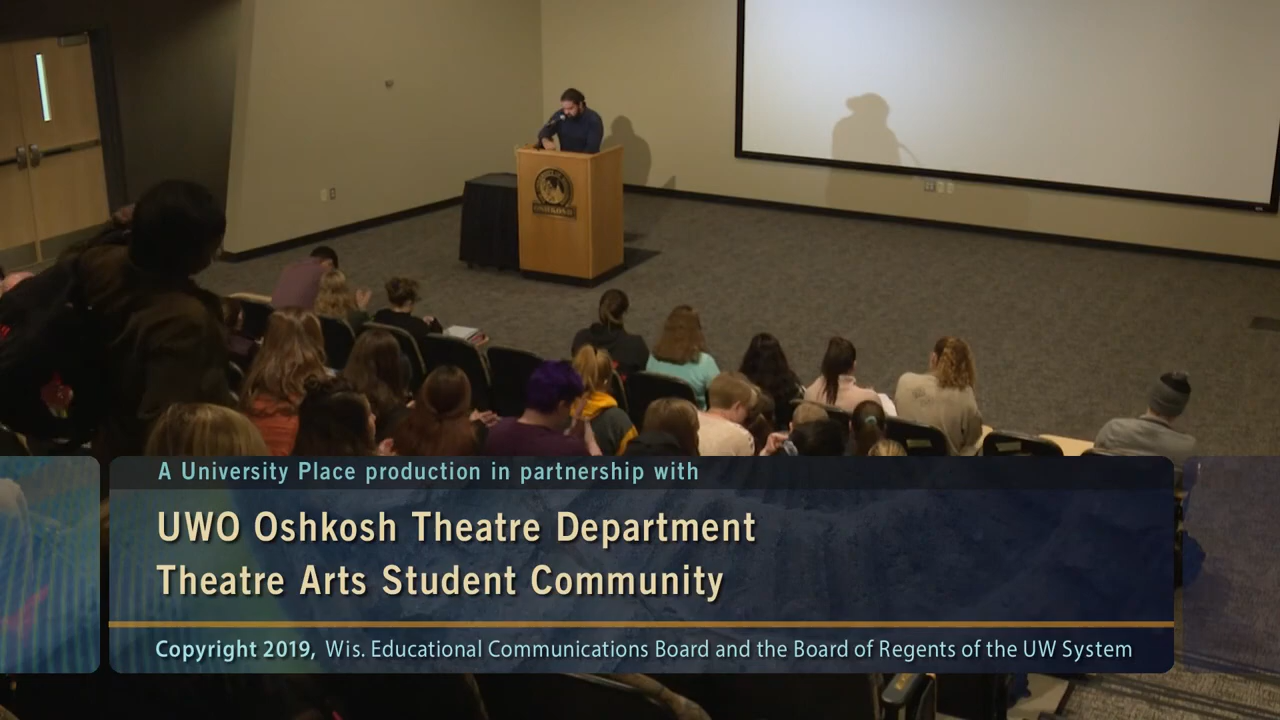 OSHKOSH
A University Place production in partnership with
UWO Oshkosh Theatre Department
Theatre Arts Student Community
Copyright 2019, Wis. Educational Communications Board and the Board of Regents of the UW System